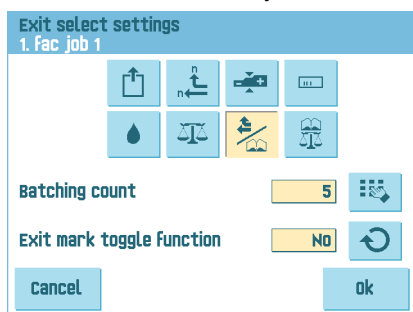 Exit select settings
1. Fac job 1
n
n
Batching count 5
Exit mark toggle function No
Cancel Ok